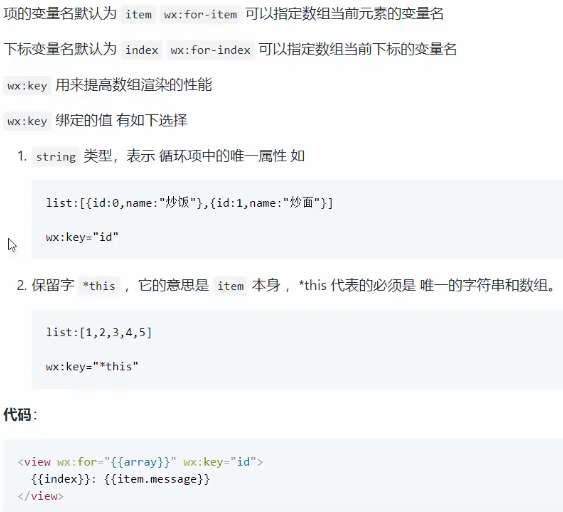 项的变量名默认为 item wx:for-item 可以指定数组当前元素的变量名
下标变量名默认为 index wx:for-index 可以指定数组当前下标的变量名
wx:key 用来提高数组渲染的性能
wx:key 绑定的值 有如下选择
1. string 类型，表示 循环项中的唯一属性 如
list:[{id:0,name:"炒饭"},{id:1,name:"炒面"}]
wx:key="id"
2. 保留字 *this ，它的意思是 item 本身 ，*this 代表的必须是 唯一的字符串和数组。
list:[1,2,3,4,5]
wx:key="*this"
代码：
<view wx:for="{{array}}" wx:key="id">
{{index}}: {{item.message}}
</view>